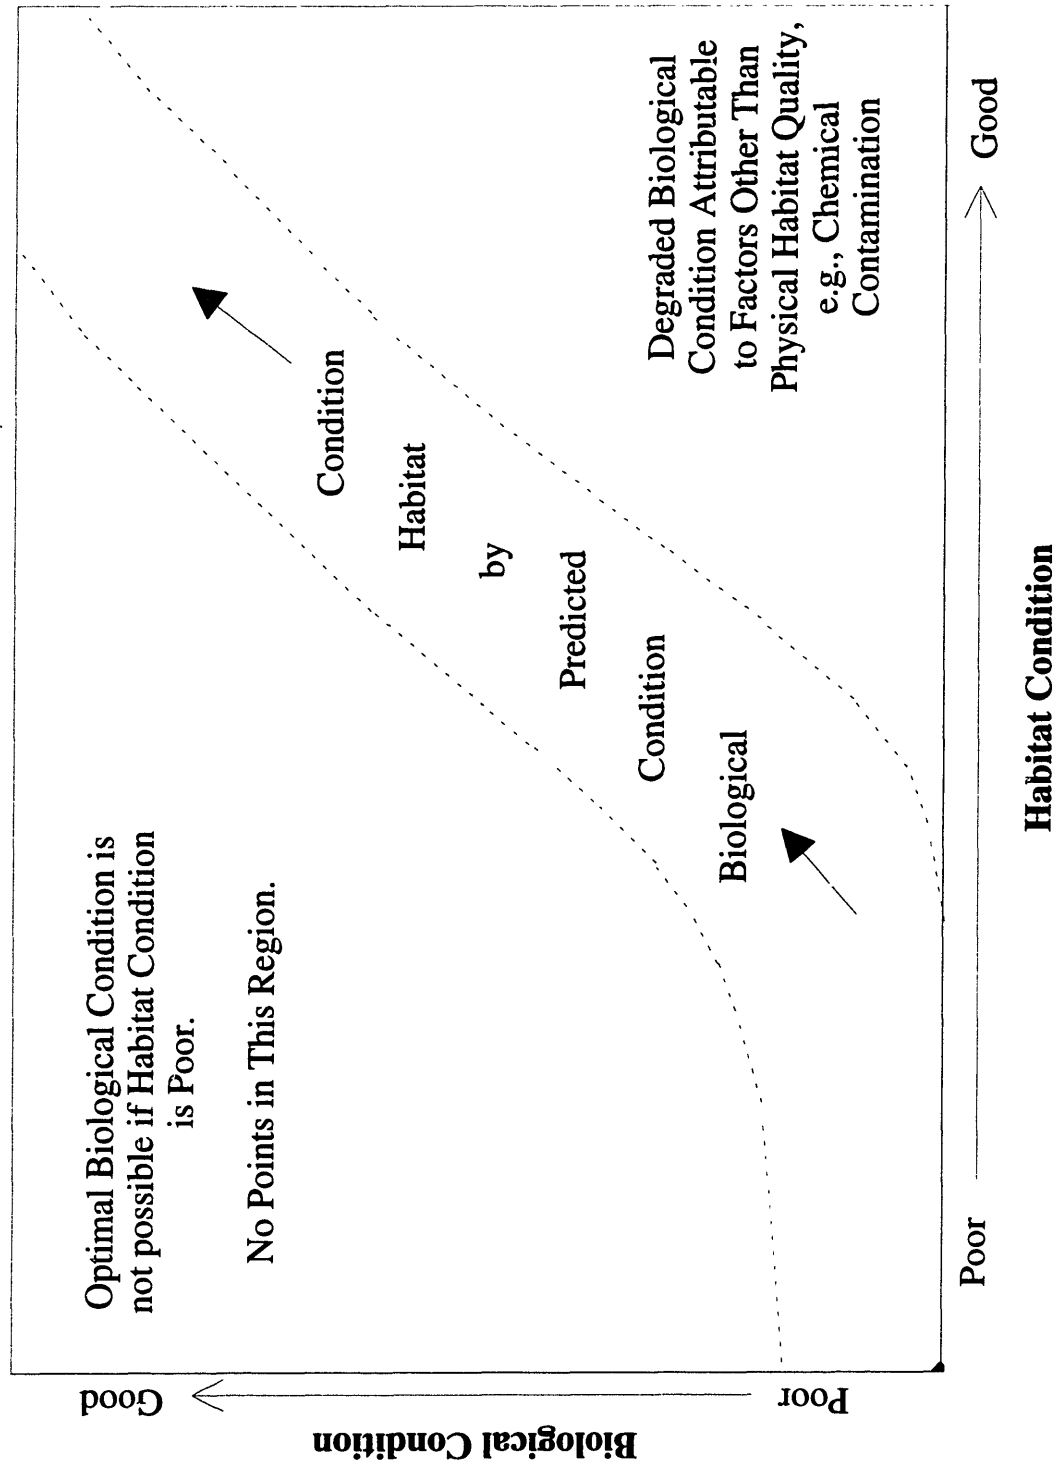 Optimal Biological Condition is
not possible if Habitat Condition
is Poor.
No Points in This Region.
Condition
Habitat
by
Predicted
Condition
Biological
Degraded Biological
Condition Attributable
to Factors Other Than
Physical Habitat Quality,
e.g., Chemical
Contamination
Good
Poor
Biological Condition
Poor
Good
Habitat Condition